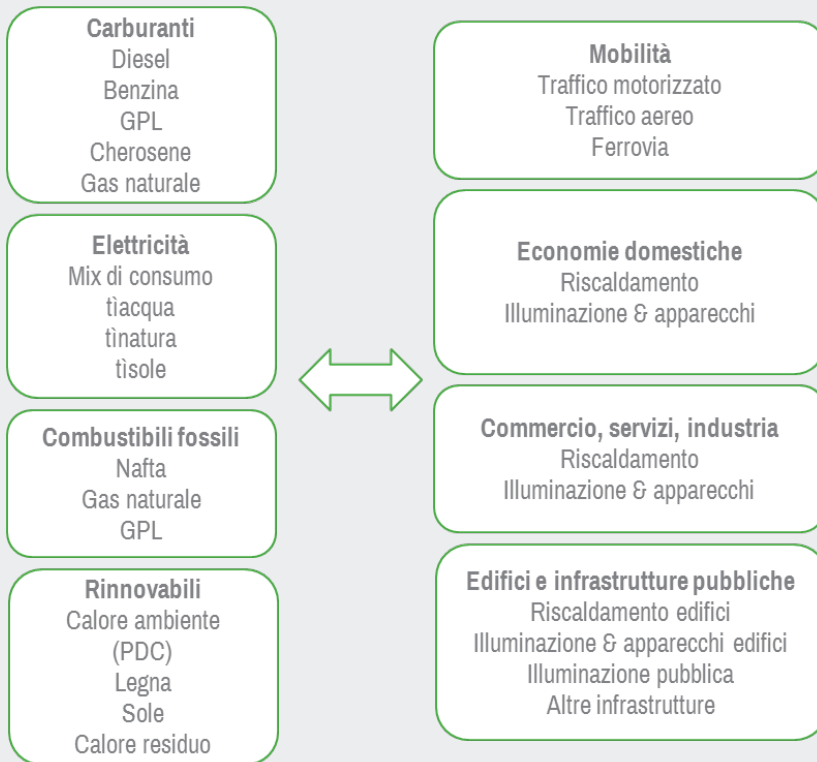 Carburanti
Diesel
Benzina
GPL
Cherosene
Gas naturale
Elettricità
Mix di consumo
tìacqua
tìnatura
tìsole
Combustibili fossili
Nafta
Gas naturale
GPL
Rinnovabili
Calore ambiente
(PDC)
Legna
Sole
Calore residuo
Mobilità
Traffico motorizzato
Traffico aereo
Ferrovia
Economie domestiche
Riscaldamento
Illuminazione & apparecchi
Commercio, servizi, industria
Riscaldamento
Illuminazione & apparecchi
Edifici e infrastrutture pubbliche
Riscaldamento edifici
Illuminazione & apparecchi edifici
Illuminazione pubblica
Altre infrastrutture